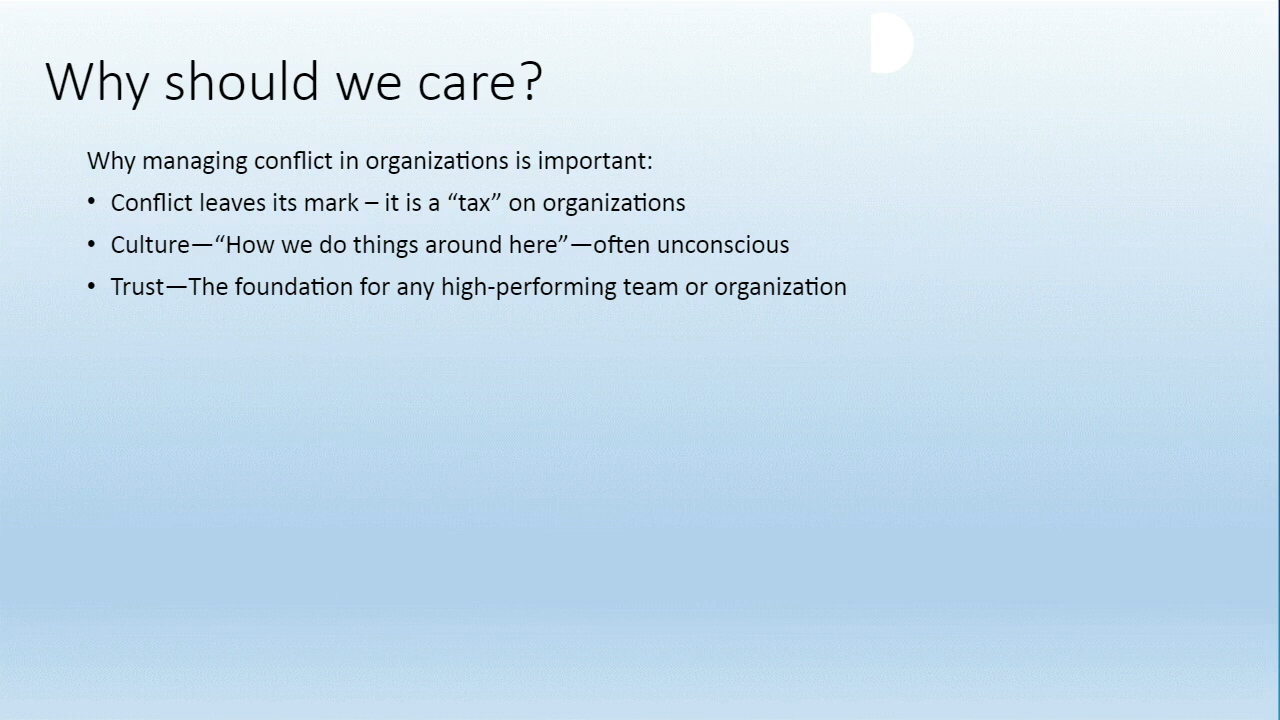 Why should we care?
Why managing conflict in organizations is important:
• Conflict leaves its mark – it is a “tax” on organizations
• Culture—“How we do things around here”—often unconscious
• Trust—The foundation for any high-performing team or organization